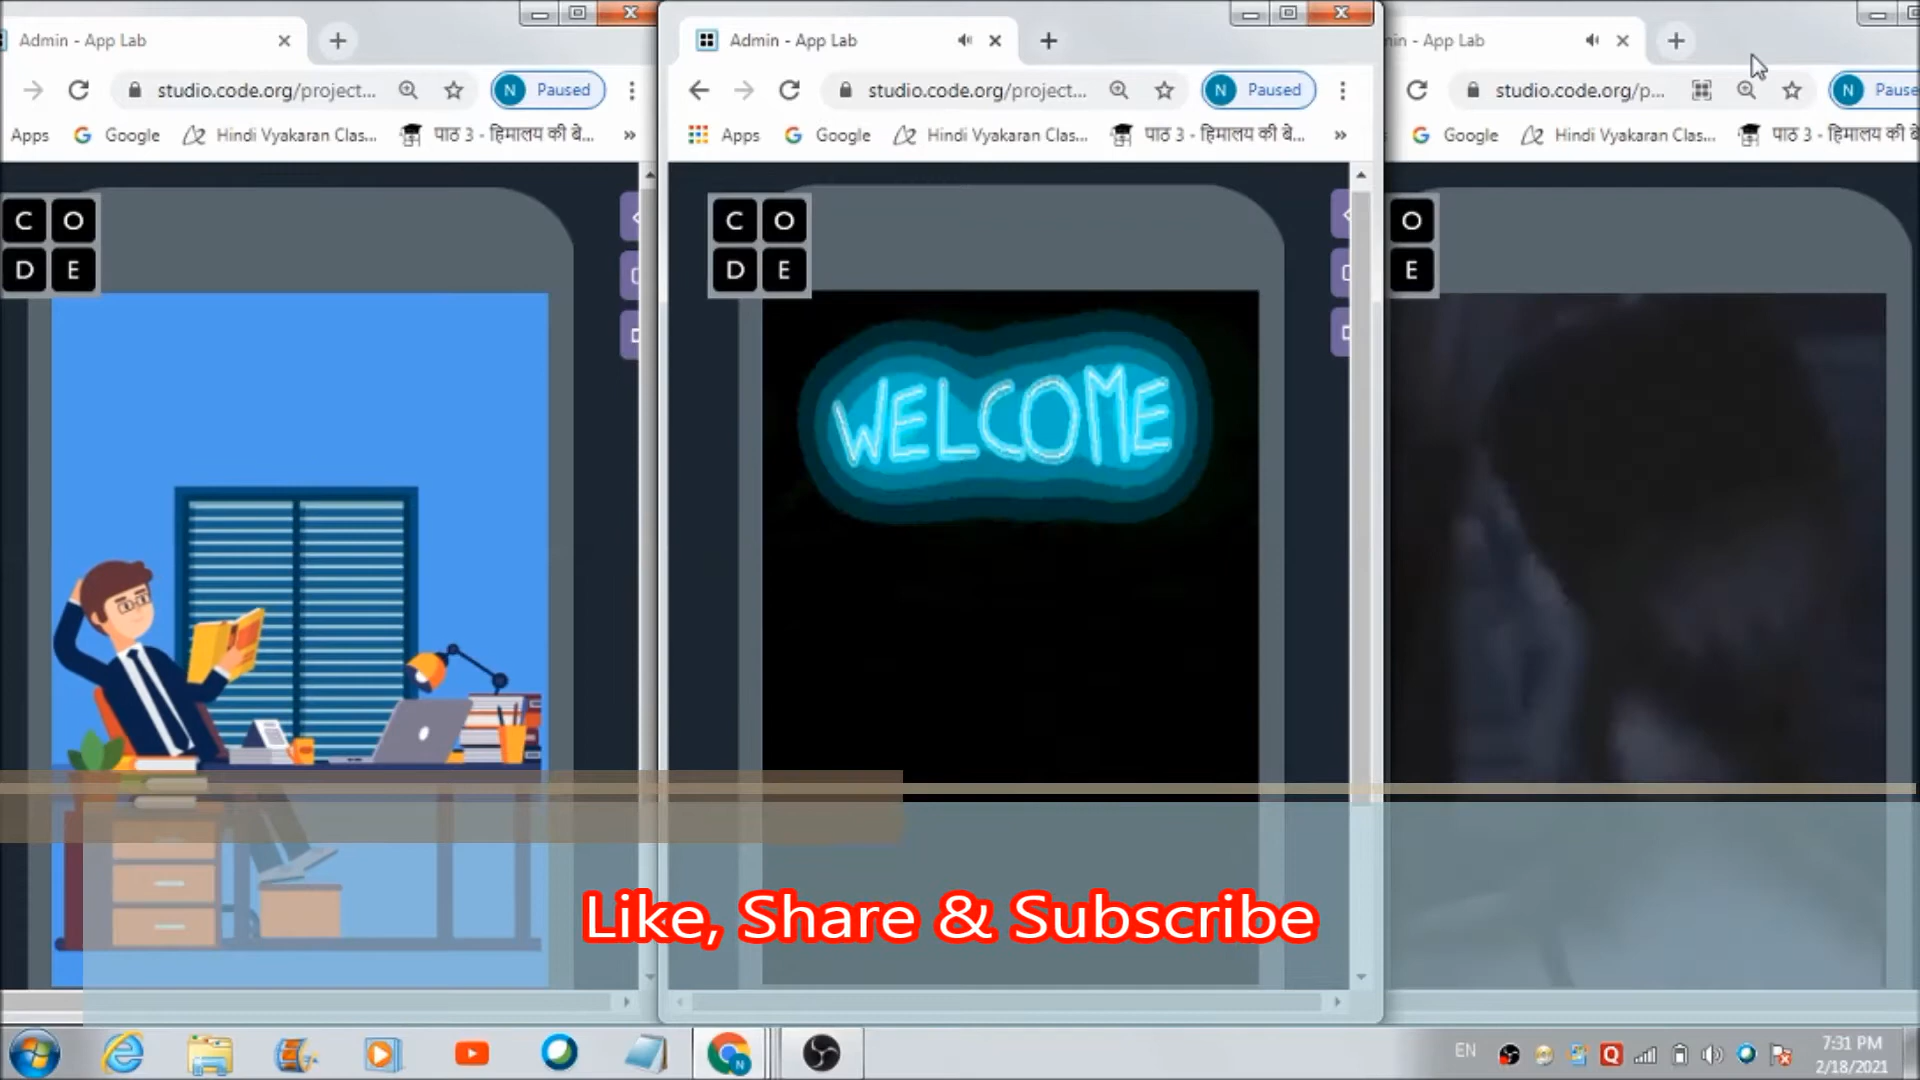 Admin - App Lab
studio.code.org/project...
N Paused
Apps Google Hindi Vyakaran Clas... पाठ 3 - हिमालय की बे... »
C O
D E
Admin - App Lab
studio.code.org/project...
N Paused
Apps Google Hindi Vyakaran Clas... पाठ 3 - हिमालय की बे... »
C O
D E
WELCOME
min - App Lab
studio.code.org/p...
N Pause
Google Hindi Vyakaran Clas... पाठ 3 - हिमालय की बे
O
E
Like, Share & Subscribe
EN
7:31 PM
2/18/2021